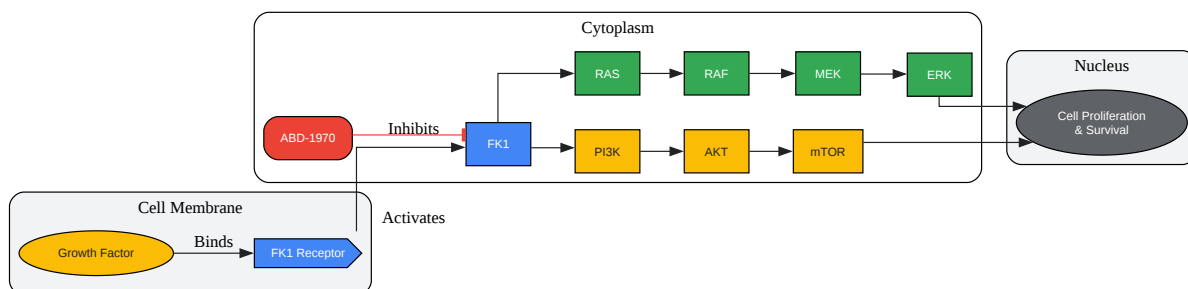 Cytoplasm
RAS
RAF
MEK
ERK
Nucleus
Cell Proliferation
& Survival
ABD-1970
Inhibits
FK1
PI3K
AKT
mTOR
Cell Membrane
Activates
Growth Factor
Binds
FK1 Receptor